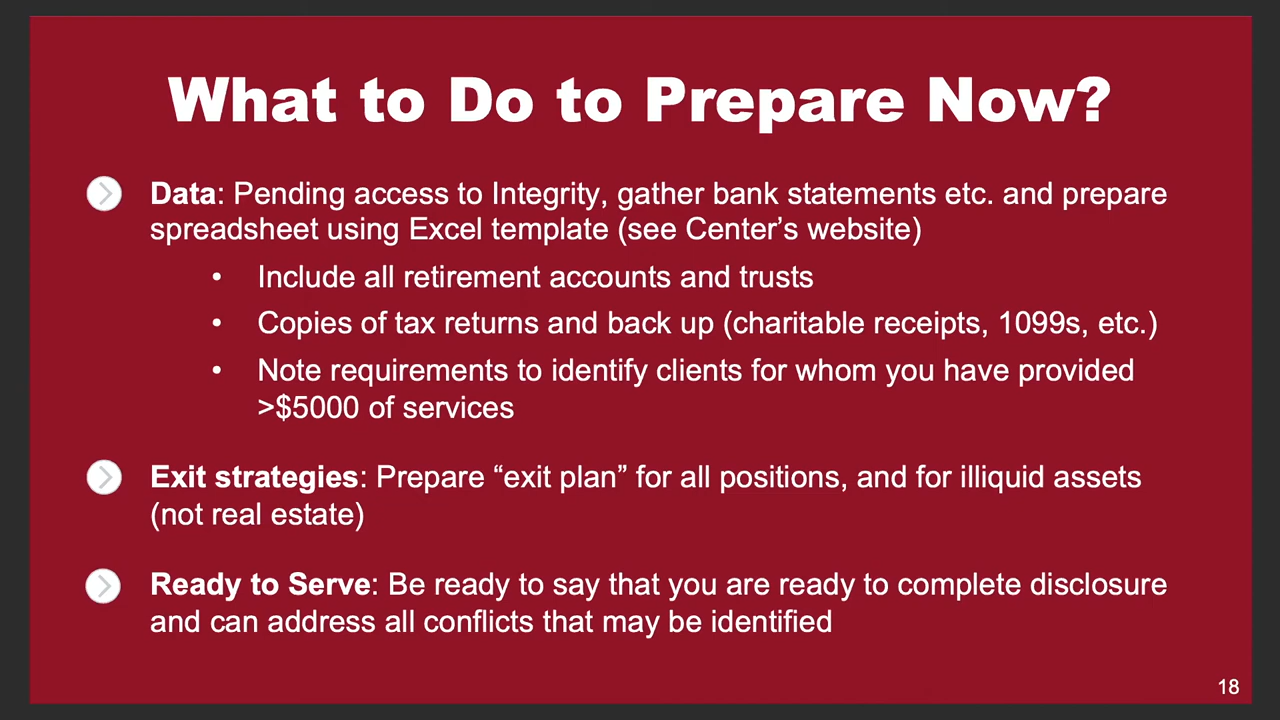 What to Do to Prepare Now?
Data: Pending access to Integrity, gather bank statements etc. and prepare
spreadsheet using Excel template (see Center’s website)
• Include all retirement accounts and trusts
• Copies of tax returns and back up (charitable receipts, 1099s, etc.)
• Note requirements to identify clients for whom you have provided
>$5000 of services
Exit strategies: Prepare “exit plan” for all positions, and for illiquid assets
(not real estate)
Ready to Serve: Be ready to say that you are ready to complete disclosure
and can address all conflicts that may be identified
18